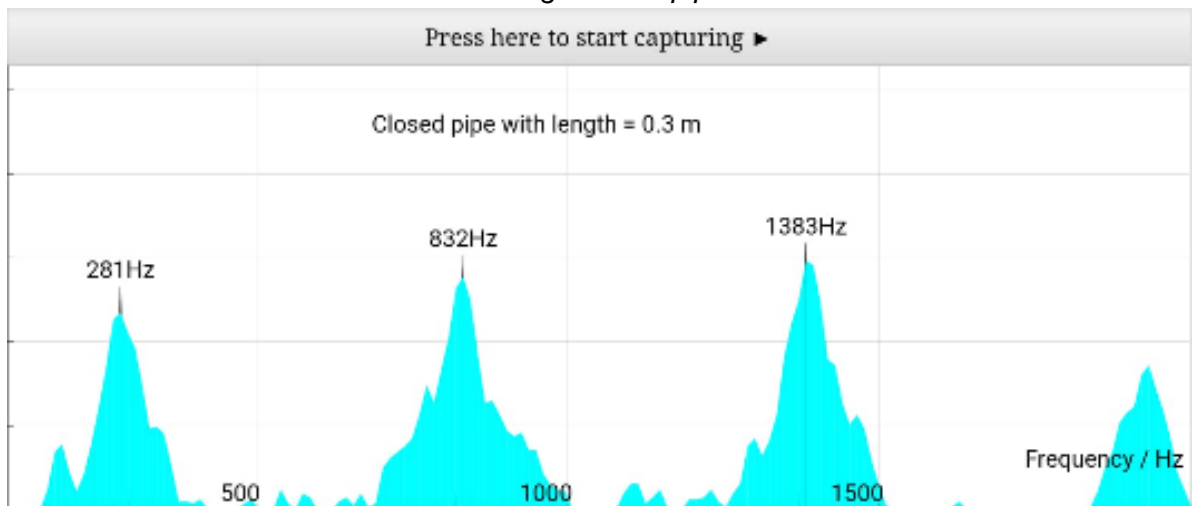 Press here to start capturing ►
Closed pipe with length = 0.3 m
1383Hz
832Hz
281Hz
Frequency / Hz
500
1000
1500